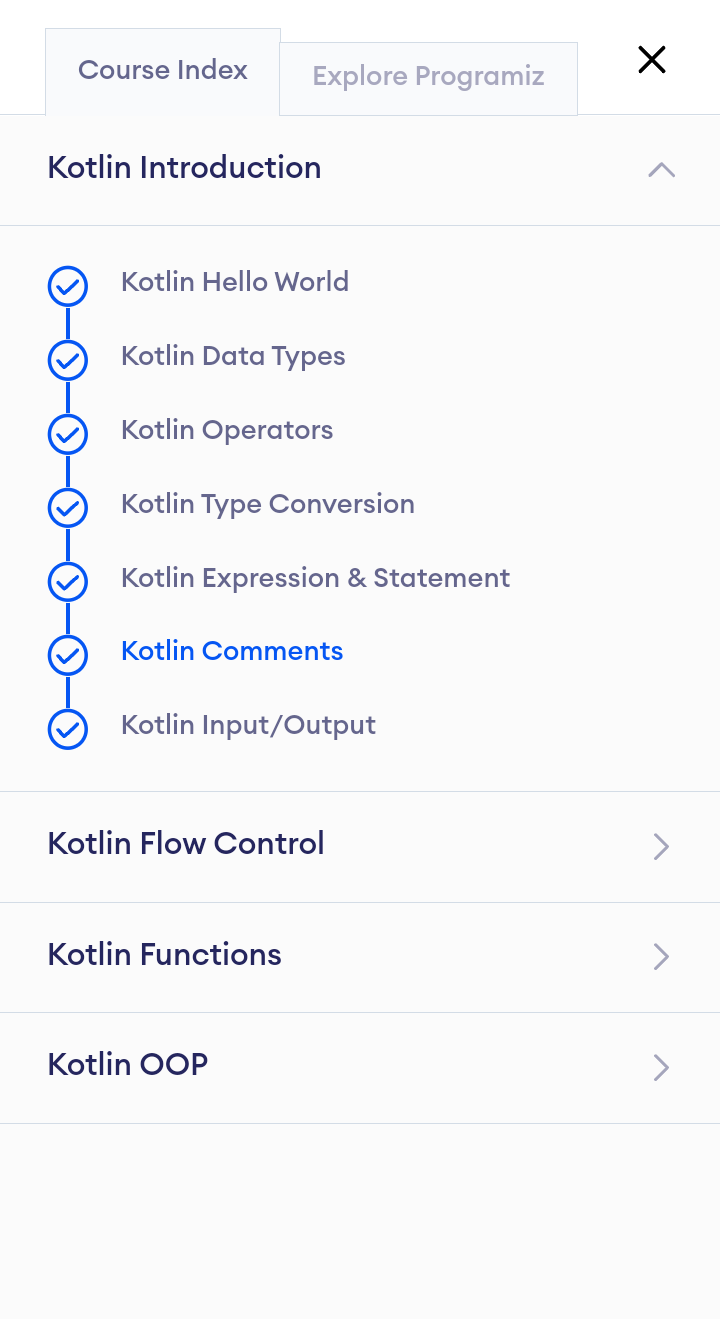 Course Index
Explore Programiz
Kotlin Introduction
Kotlin Hello World
Kotlin Data Types
Kotlin Operators
Kotlin Type Conversion
Kotlin Expression & Statement
Kotlin Comments
Kotlin Input/Output
Kotlin Flow Control
Kotlin Functions
Kotlin OOP